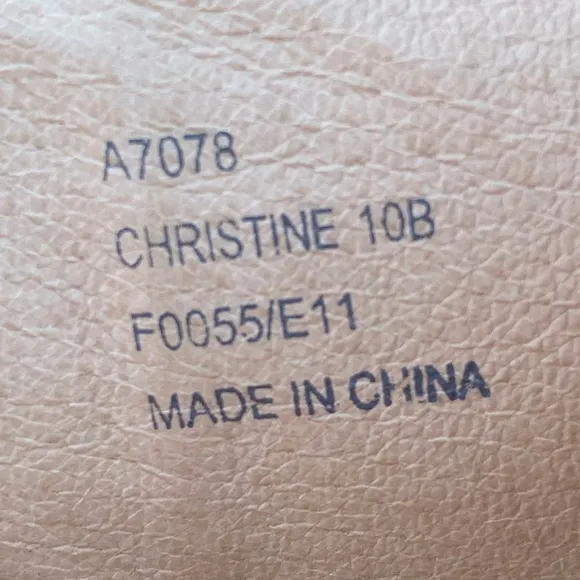 A7078
CHRISTINE 10B
F0055/E11
MADE IN CHINA